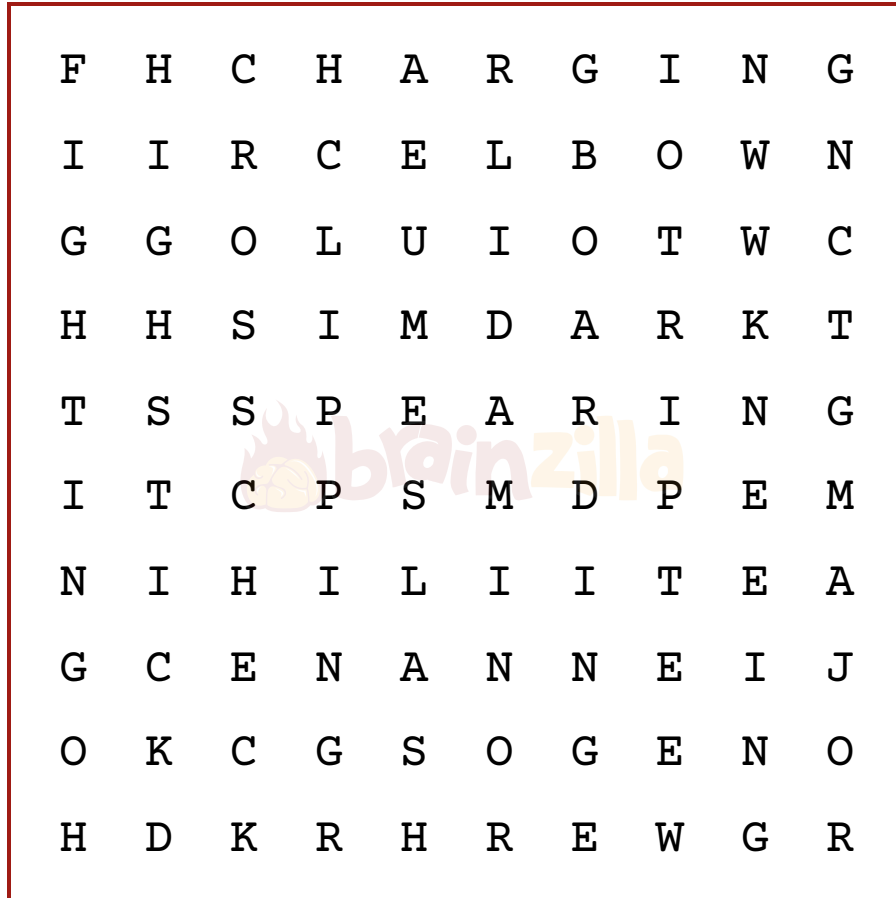 F H C H A R G I N G
I I R C E L B O W N
G G O L U I O T W C
H H S I M D A R K T
T S S P E A R I N G
I T C P S M D P E M
N I H I L I I T E A
G C E N A N N E I J
O K C G S O G E N O
H D K R H R E W G R
brainzilla